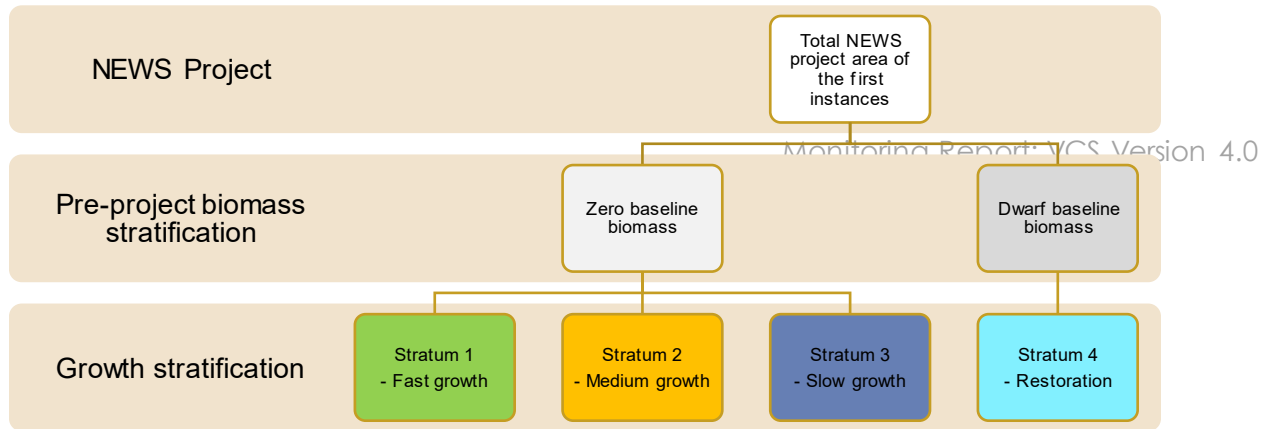 NEWS Project
Total NEWS
project area of
the first
instances
Monitoring Report: VCS Version 4.0
Pre-project biomass
stratification
Zero baseline
biomass
Dwarf baseline
biomass
Growth stratification
Stratum 1
- Fast growth
Stratum 2
- Medium growth
Stratum 3
- Slow growth
Stratum 4
- Restoration